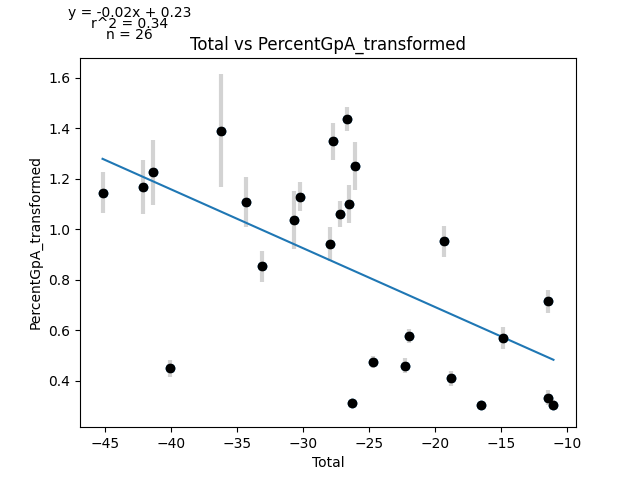 y = -0.02x + 0.23
r^2 = 0.34
n = 26
Total vs PercentGpA_transformed
PercentGpA_transformed
1.6
1.4
1.2
1.0
0.8
0.6
0.4
−45
−40
−35
−30
−25
−20
−15
−10
Total